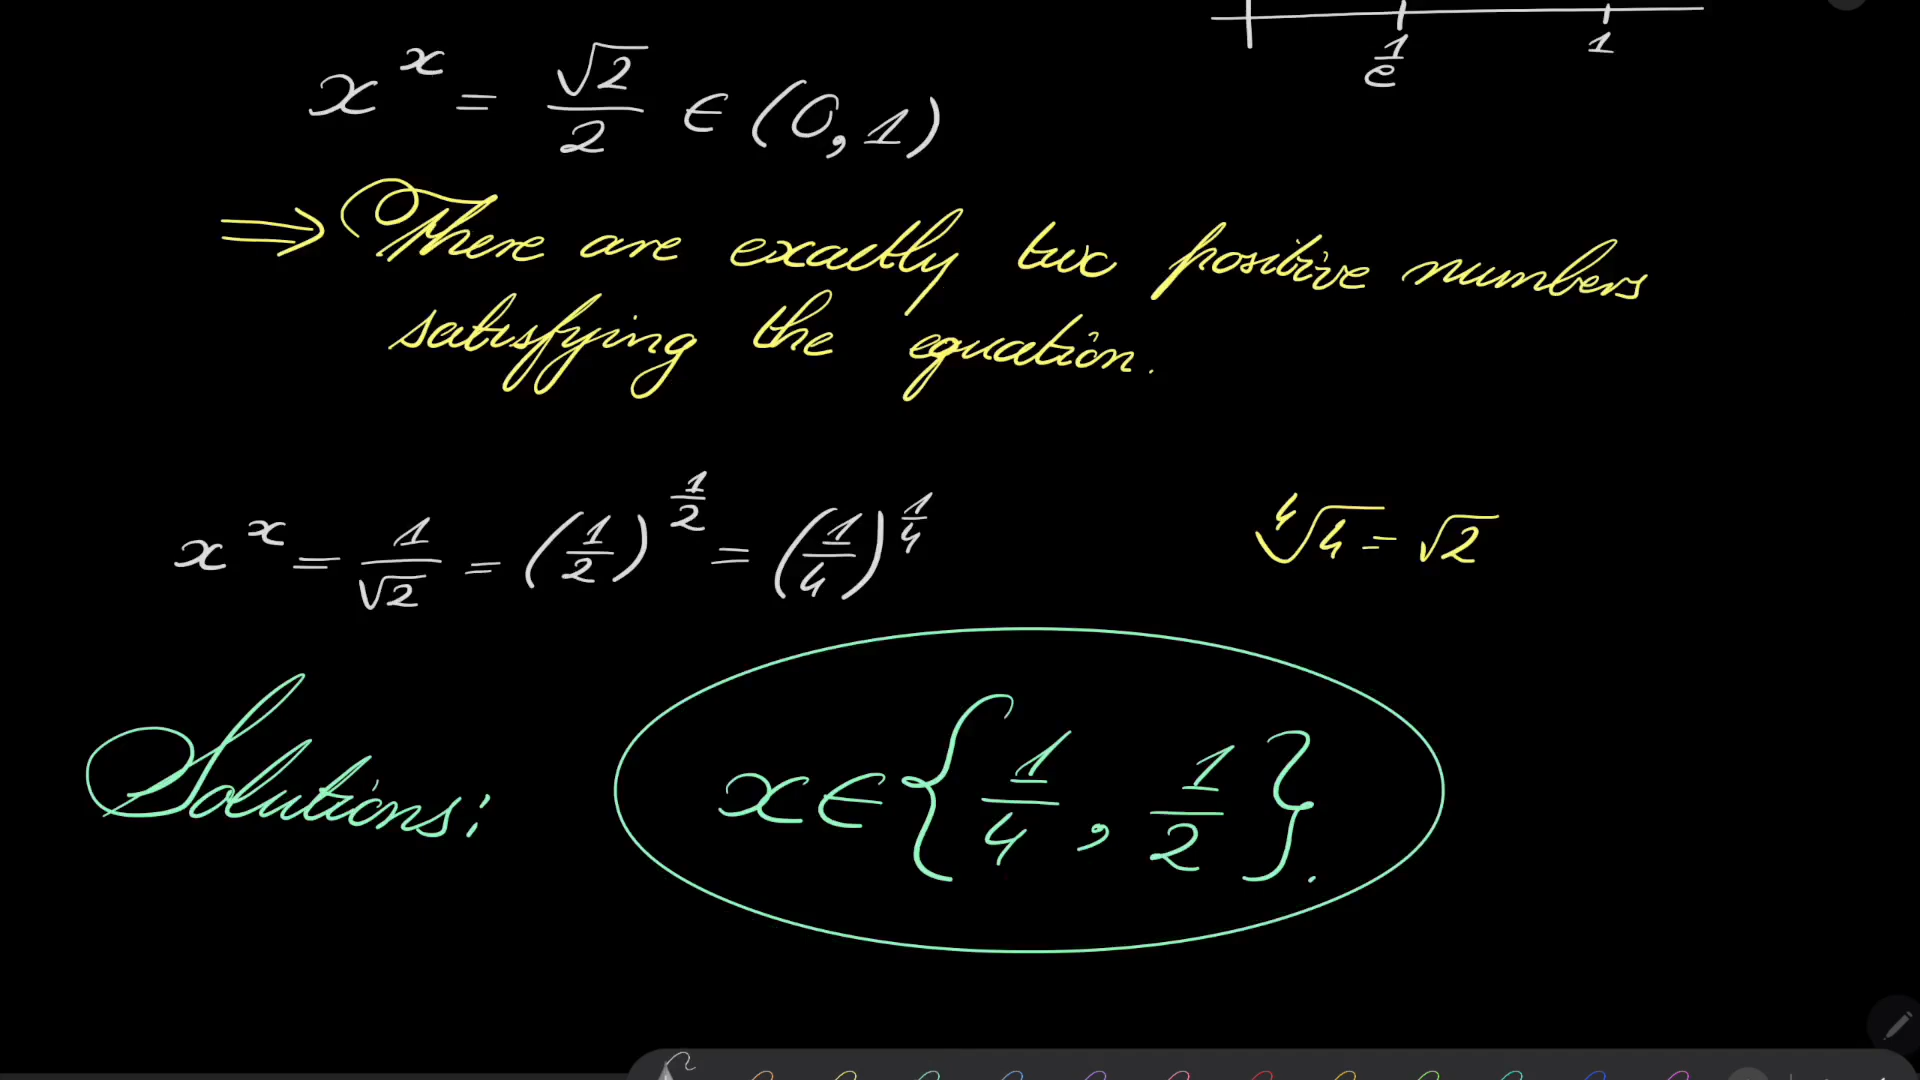 1/e 1
x^x = √2/2 ∈ (0,1)
⇒ There are exactly two positive numbers
satisfying the equation.
x^x = 1/√2 = (1/2)^(1/2) = (1/4)^(1/4) ∜4 = √2
Solutions: x ∈ {1/4, 1/2}.